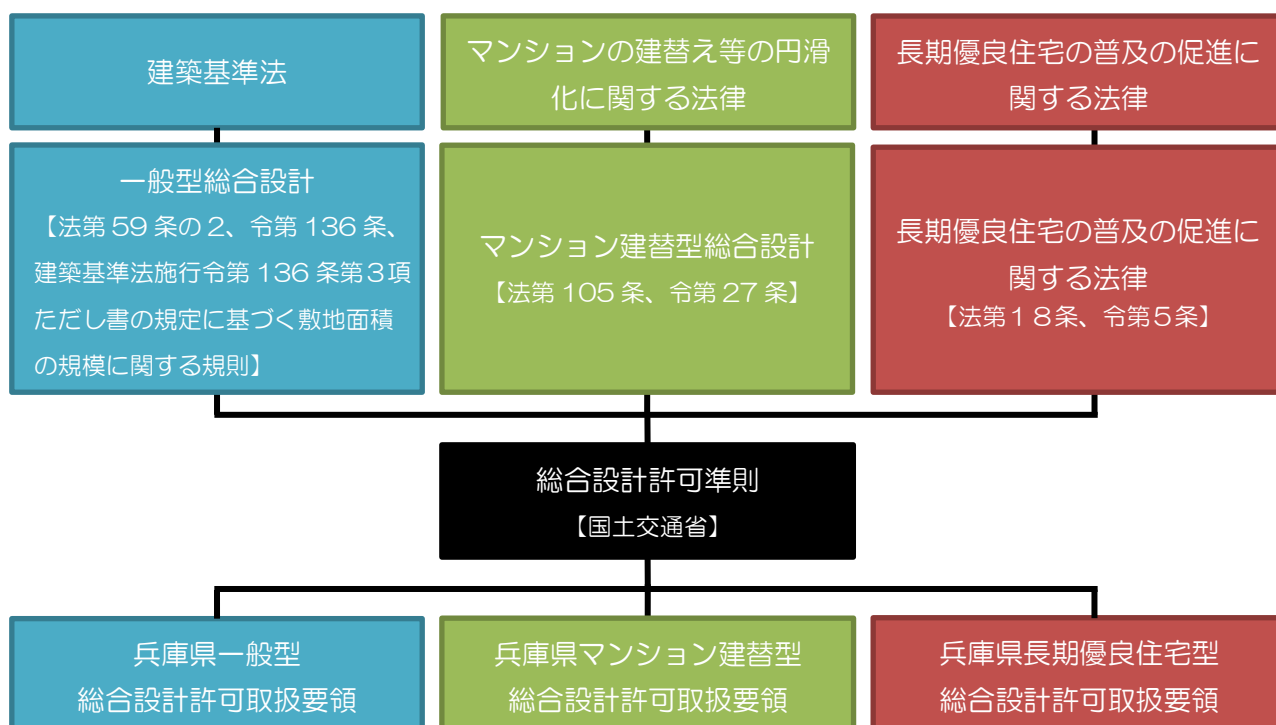 建築基準法
マンションの建替え等の円滑
化に関する法律
長期優良住宅の普及の促進に
関する法律
一般型総合設計
【法第 59 条の 2、令第 136 条、
建築基準法施行令第 136 条第3項
ただし書の規定に基づく敷地面積
の規模に関する規則】
マンション建替型総合設計
【法第 105 条、令第 27 条】
長期優良住宅の普及の促進に
関する法律
【法第18条、令第5条】
総合設計許可準則
【国土交通省】
兵庫県一般型
総合設計許可取扱要領
兵庫県マンション建替型
総合設計許可取扱要領
兵庫県長期優良住宅型
総合設計許可取扱要領